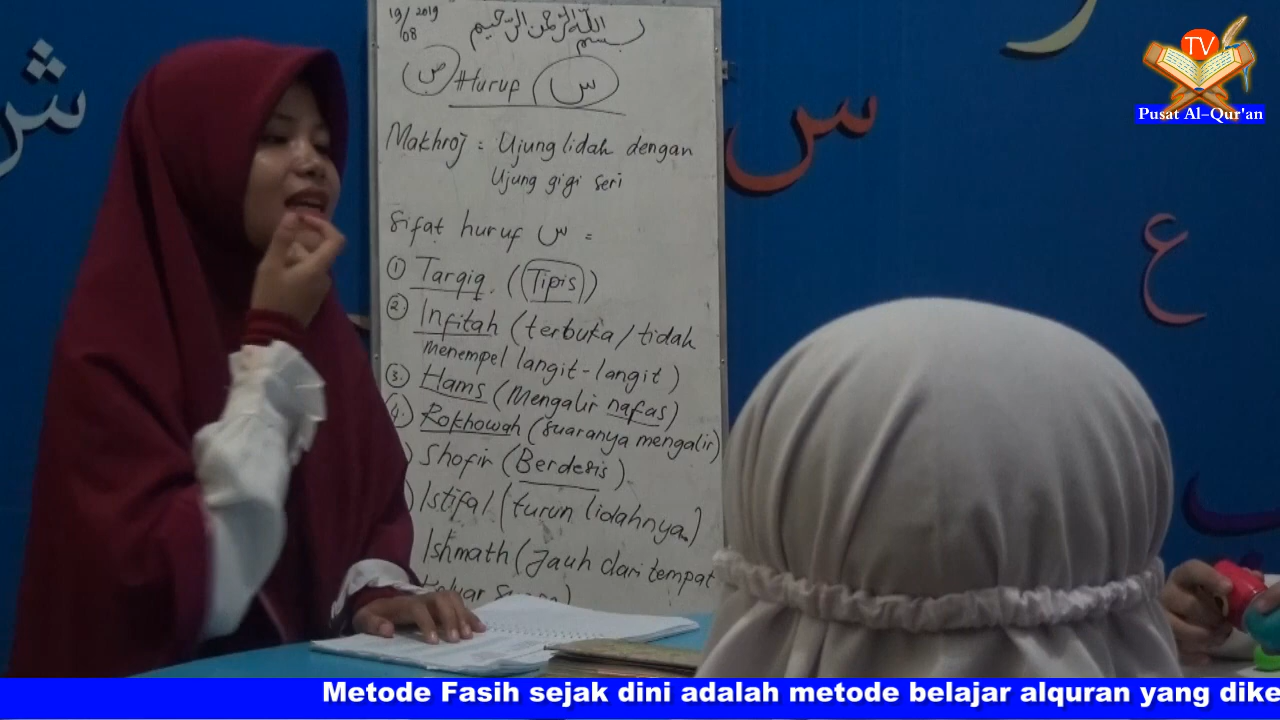 19/2019
08
بسم الله الرحمن الرحيم
(ص) #Huruf (س)
Makhroj = Ujung lidah dengan
Ujung gigi seri
Sifat huruf س =
① Tarqiq. ((Tipis))
②. Infitah (terbuka / tidak
menempel langit-langit)
③. Hams (Mengalir nafas)
④. Rokhowah (Suaranya mengalir)
) Shofir (Berdesis).
) Istifal (turun lidahnya)
Ishmath (Jauh dari tempat
ش
س
ع
ب
TV
Pusat Al-Qur'an
Metode Fasih sejak dini adalah metode belajar alquran yang dike